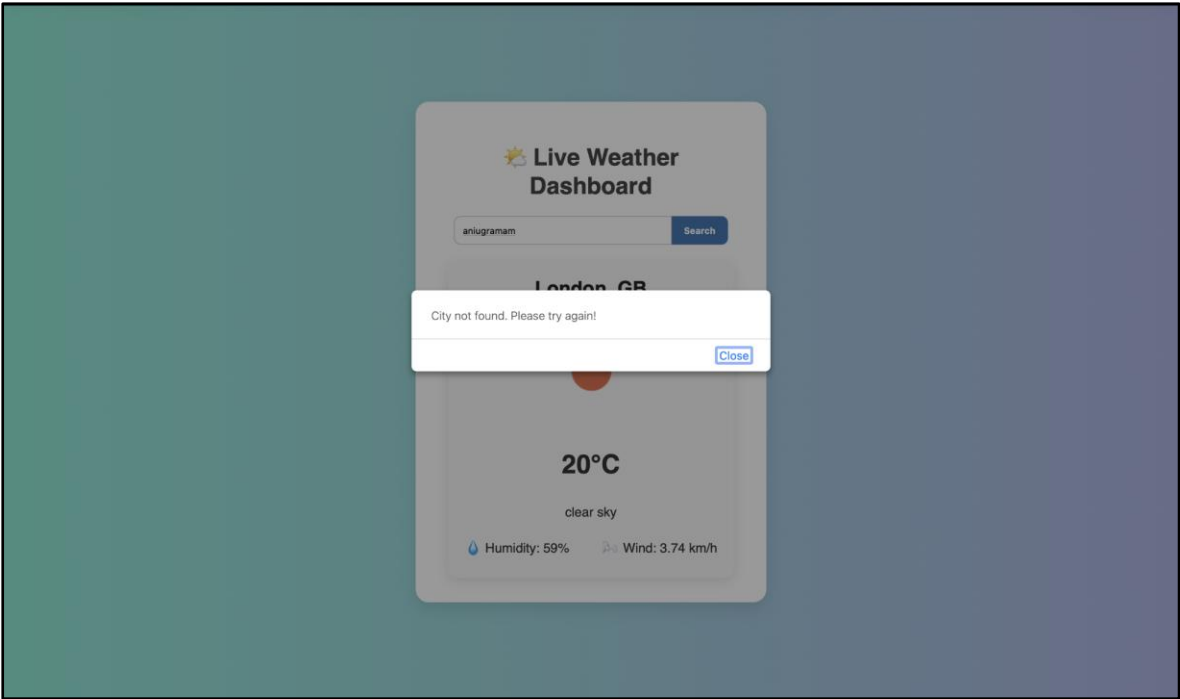 🌤️ Live Weather
Dashboard
aniugramam
Search
London, GB
City not found. Please try again!
Close
20°C
clear sky
💧 Humidity: 59%
🌬️ Wind: 3.74 km/h